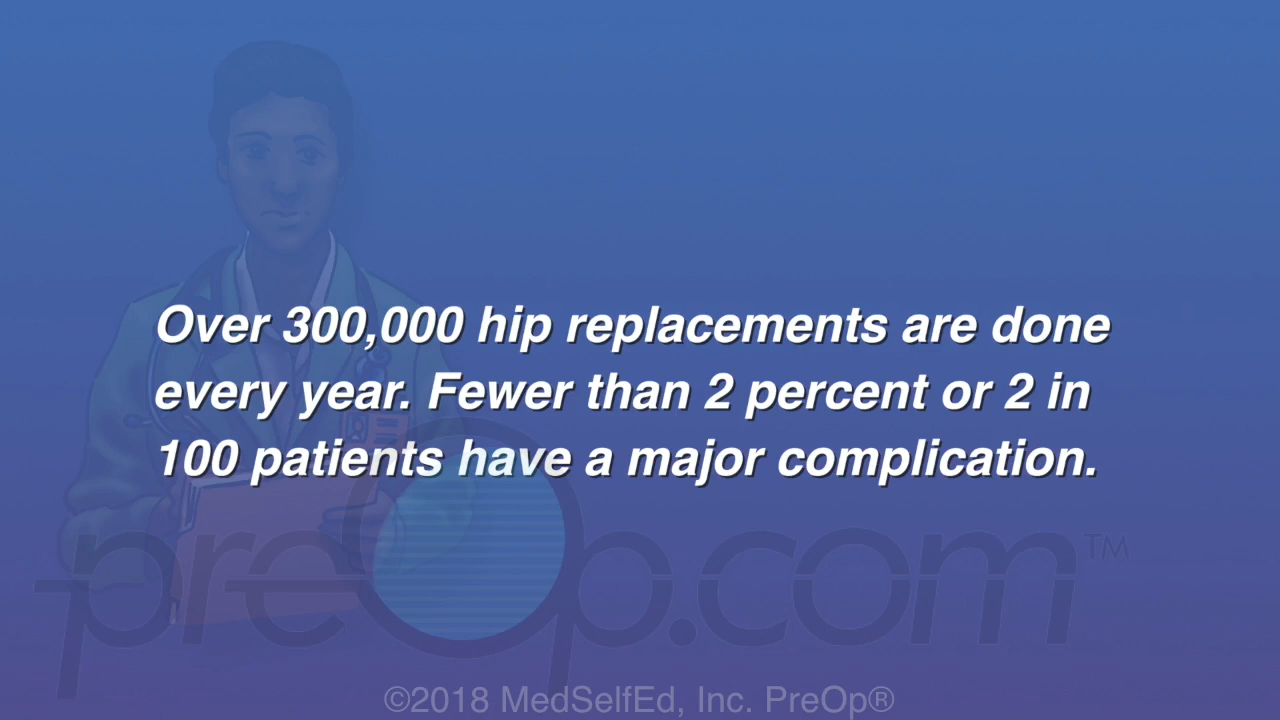 Over 300,000 hip replacements are done
every year. Fewer than 2 percent or 2 in
100 patients have a major complication.
preOp.com™
©2018 MedSelfEd, Inc. PreOp®